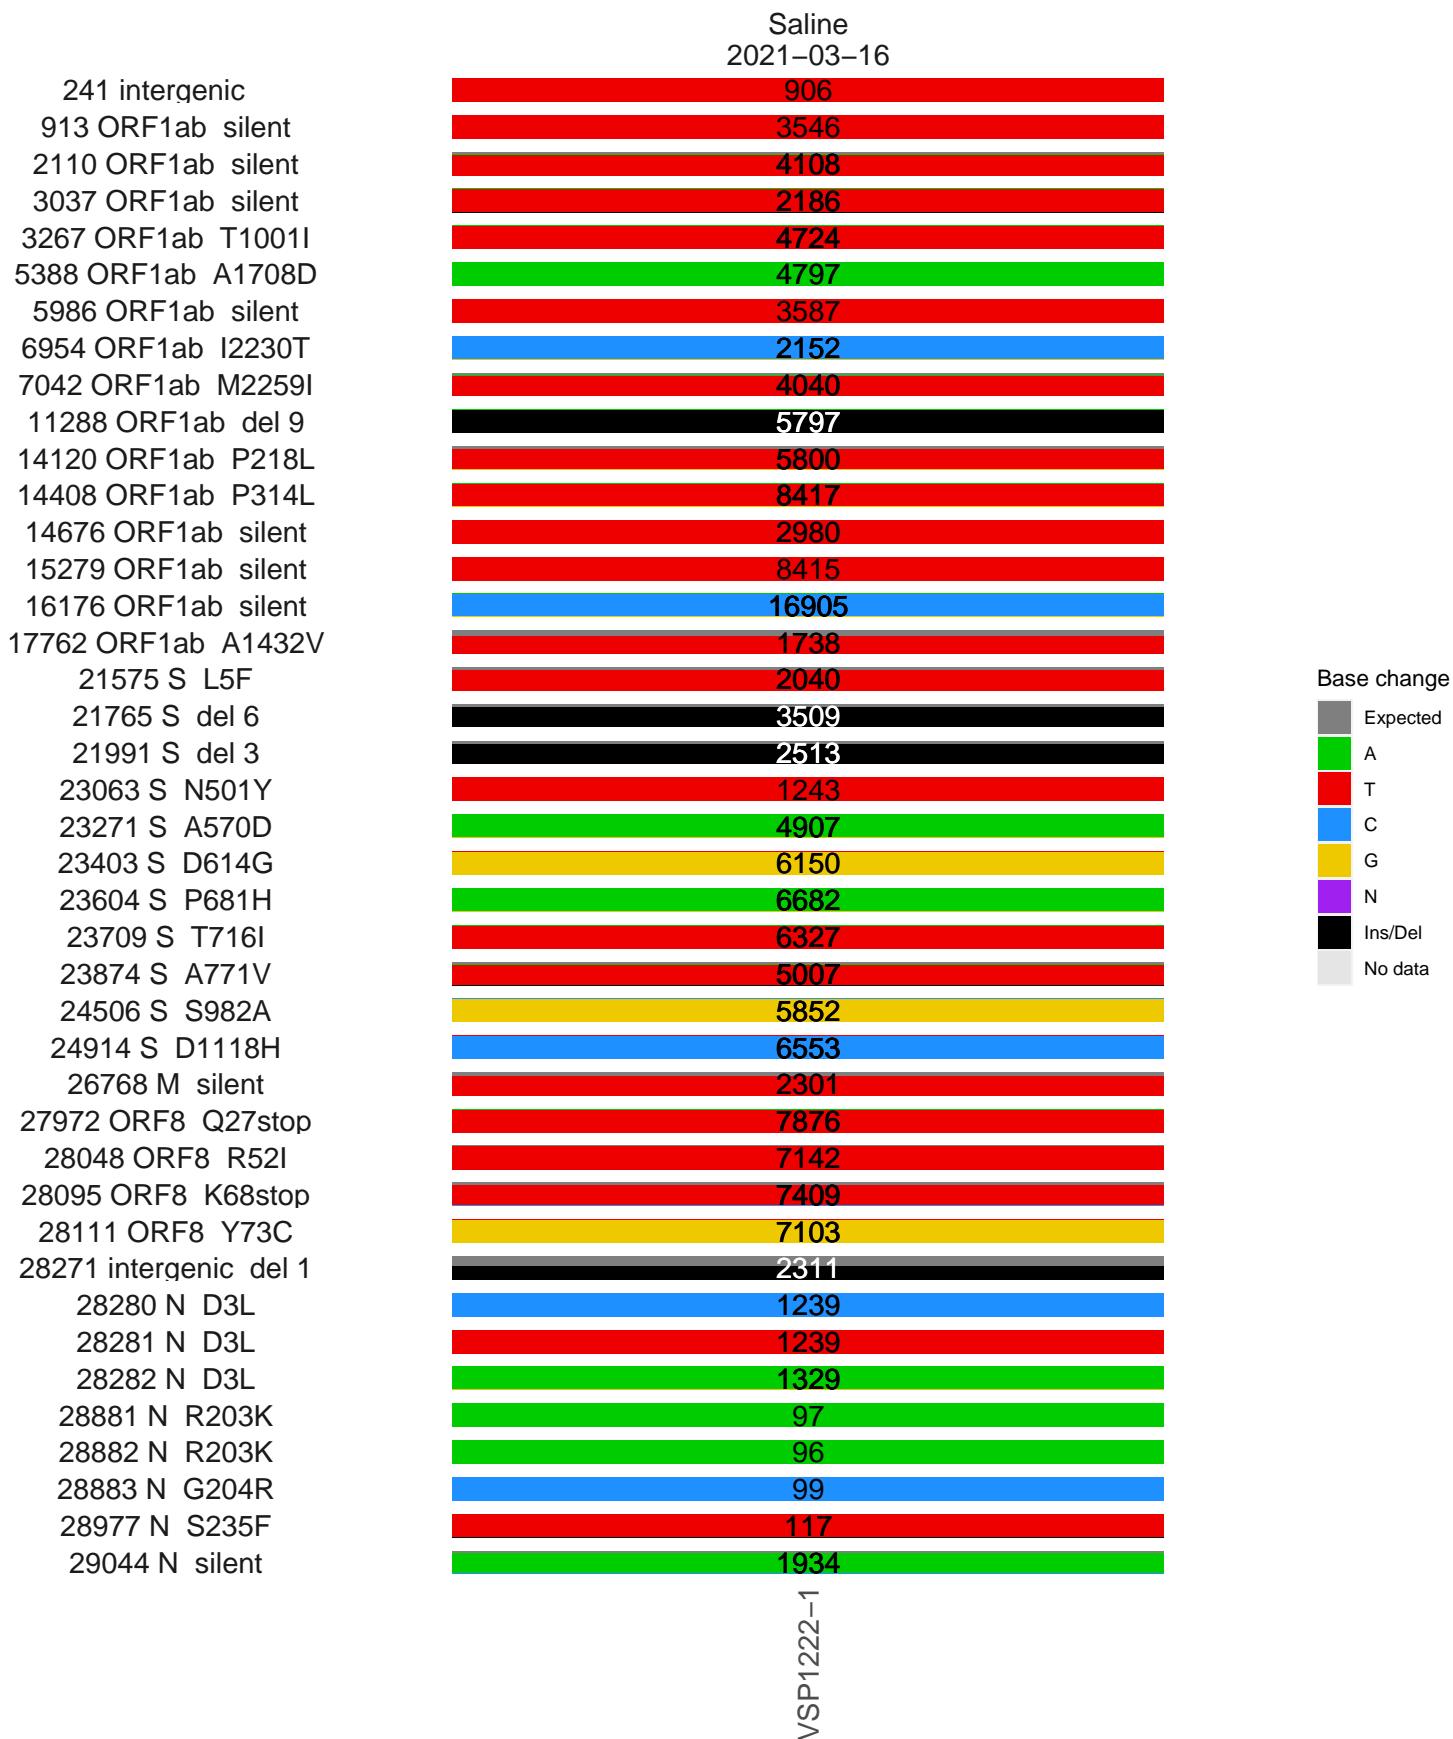 Saline
2021−03−16
241 intergenic 906
913 ORF1ab silent 3546
2110 ORF1ab silent 4108
3037 ORF1ab silent 2186
3267 ORF1ab T1001I 4724
5388 ORF1ab A1708D 4797
5986 ORF1ab silent 3587
6954 ORF1ab I2230T 2152
7042 ORF1ab M2259I 4040
11288 ORF1ab del 9 5797
14120 ORF1ab P218L 5800
14408 ORF1ab P314L 8417
14676 ORF1ab silent 2980
15279 ORF1ab silent 8415
16176 ORF1ab silent 16905
17762 ORF1ab A1432V 1738
21575 S L5F 2040
21765 S del 6 3509
21991 S del 3 2513
23063 S N501Y 1243
23271 S A570D 4907
23403 S D614G 6150
23604 S P681H 6682
23709 S T716I 6327
23874 S A771V 5007
24506 S S982A 5852
24914 S D1118H 6553
26768 M silent 2301
27972 ORF8 Q27stop 7876
28048 ORF8 R52I 7142
28095 ORF8 K68stop 7409
28111 ORF8 Y73C 7103
28271 intergenic del 1 2311
28280 N D3L 1239
28281 N D3L 1239
28282 N D3L 1329
28881 N R203K 97
28882 N R203K 96
28883 N G204R 99
28977 N S235F 117
29044 N silent 1934
VSP1222−1
Base change
Expected
A
T
C
G
N
Ins/Del
No data